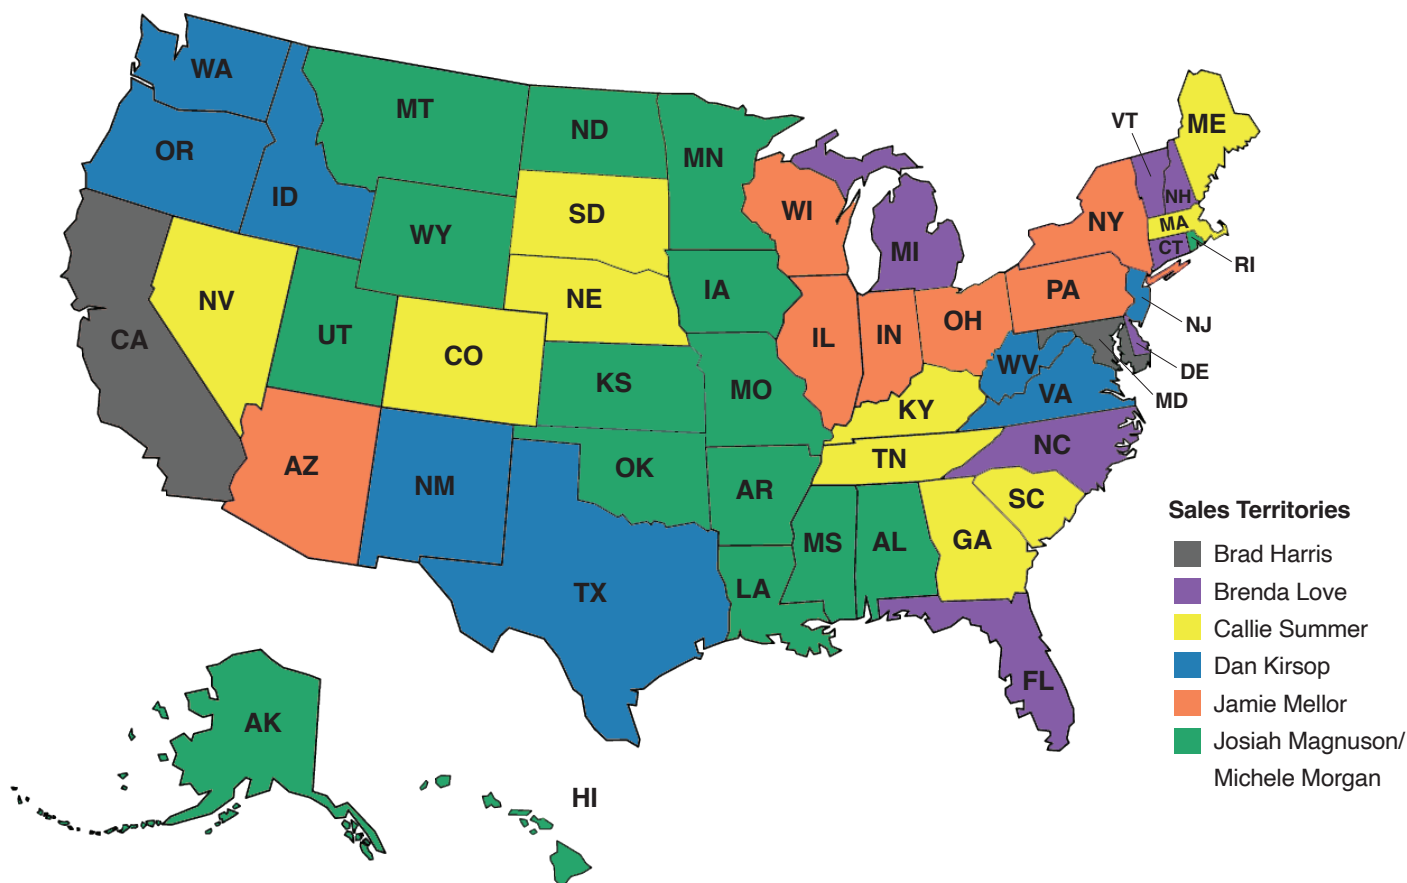 WA
MT
ND
MN
OR
ID
WY
SD
WI
MI
VT
ME
NH
NY
MA
CT
RI
NV
UT
NE
IA
PA
NJ
CA
CO
KS
MO
IL
IN
OH
WV
VA
DE
MD
KY
AZ
NM
OK
AR
TN
NC
SC
TX
LA
MS
AL
GA
FL
AK
HI
Sales Territories
Brad Harris
Brenda Love
Callie Summer
Dan Kirsop
Jamie Mellor
Josiah Magnuson/
Michele Morgan